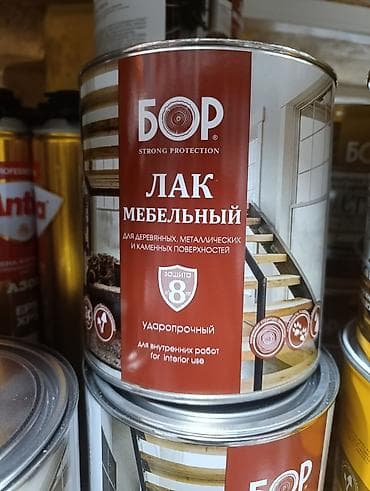 БОР®
STRONG PROTECTION
ЛАК
МЕБЕЛЬНЫЙ
ДЛЯ ДЕРЕВЯННЫХ, МЕТАЛЛИЧЕСКИХ
И КАМЕННЫХ ПОВЕРХНОСТЕЙ
ЗАЩИТА
8
ударопрочный
для внутренних работ
for interior use
БОР